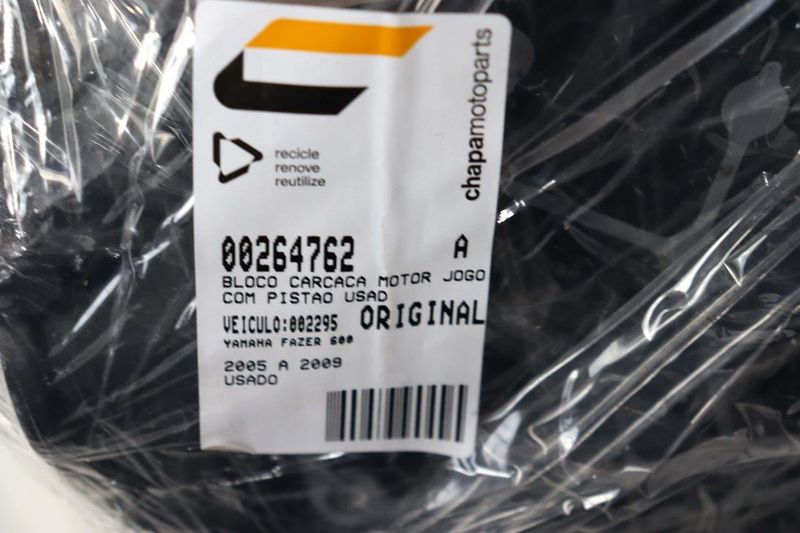 chapamotoparts
recicle
renove
reutilize
00264762 A
BLOCO CARCACA MOTOR JOGO
COM PISTAO USAD
VEICULO:002295 ORIGINAL
YAMAHA FAZER 600
2005 A 2009
USADO